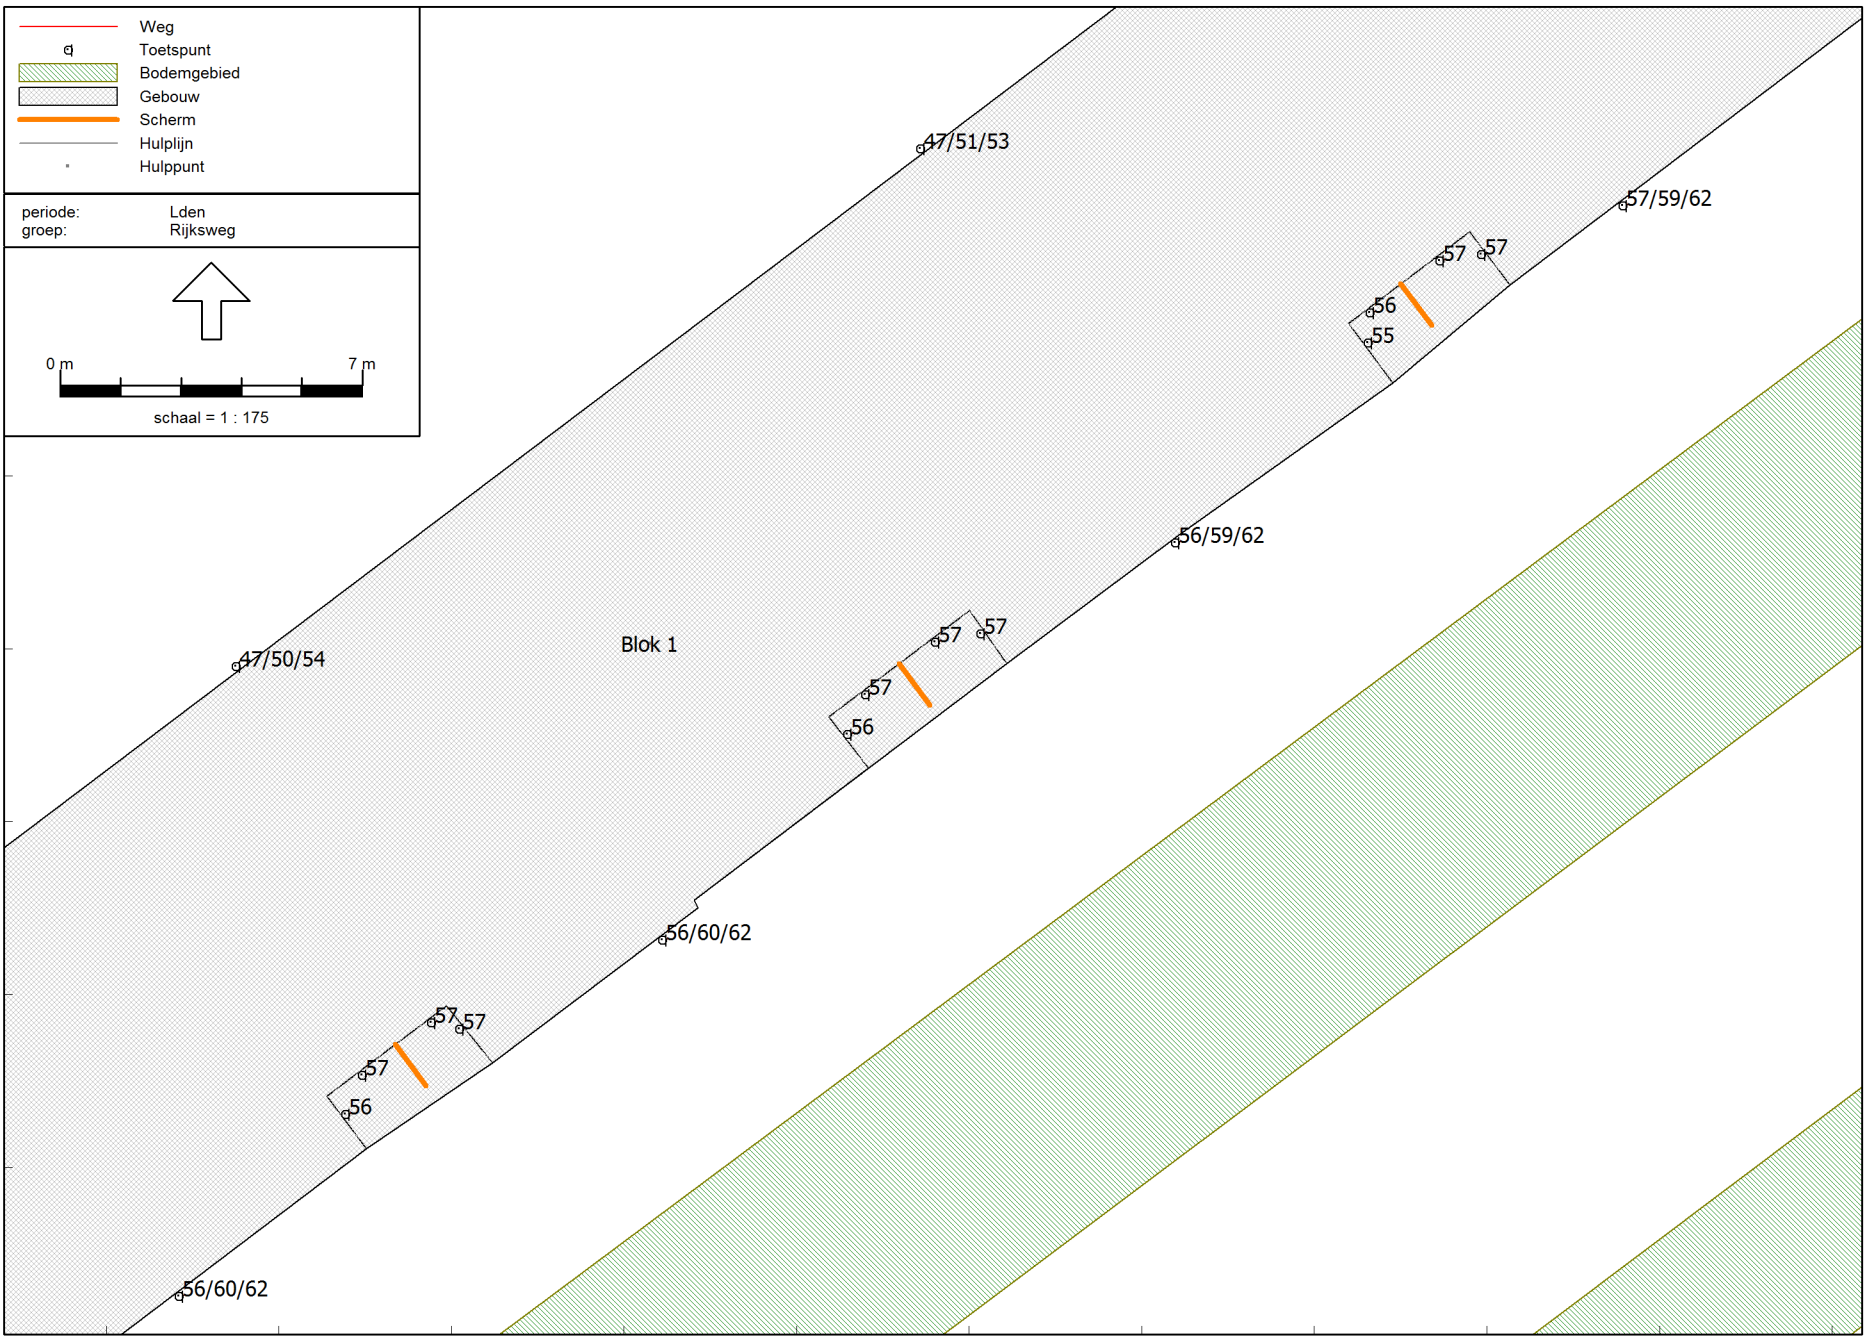 Weg
Toetspunt
Bodemgebied
Gebouw
Scherm
Hulplijn
Hulppunt
periode: Lden
groep: Rijksweg
0 m 7 m
schaal = 1 : 175
47/51/53
57/59/62
57 57
56
55
56/59/62
57 57
57
56
Blok 1
47/50/54
56/60/62
57 57
57
56
56/60/62